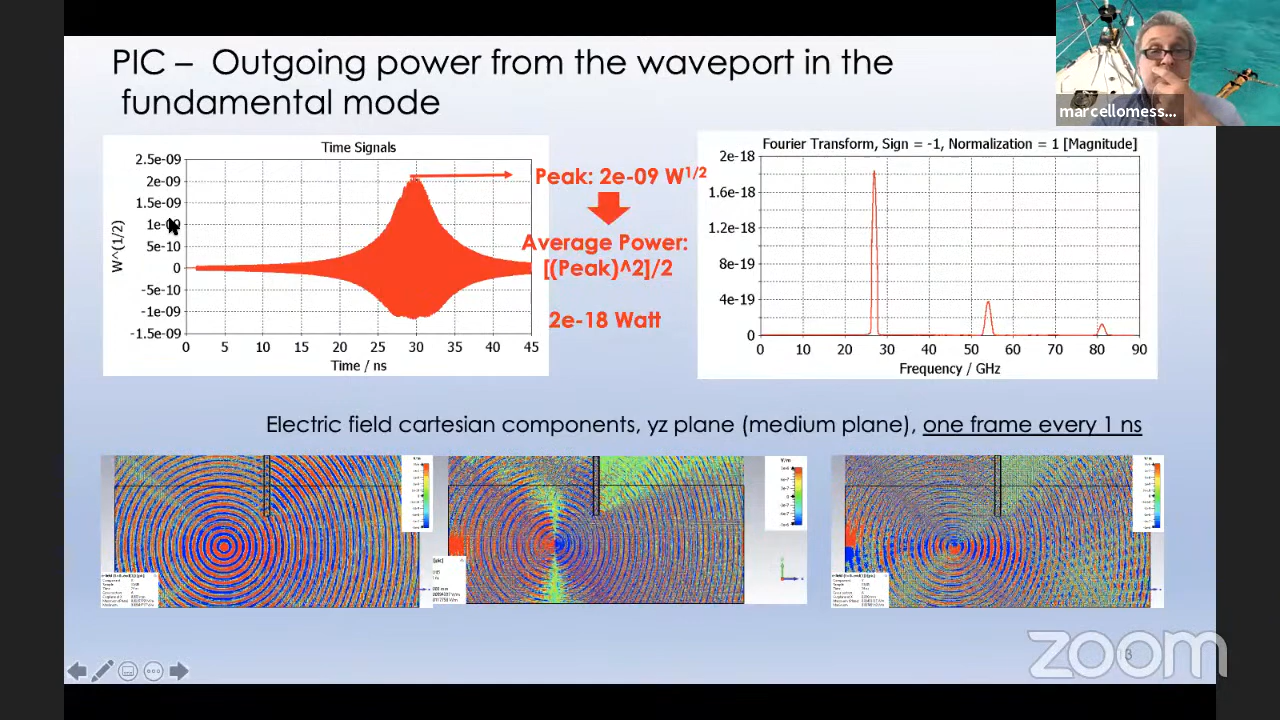 PIC – Outgoing power from the waveport in the
fundamental mode
marcellomess...
Time Signals
2.5e-09
2e-09
1.5e-09
5e-10
0
-5e-10
-1e-09
-1.5e-09
W^(1/2)
0 5 10 15 20 25 30 35 40 45
Time / ns
Peak: 2e-09 W1/2
Average Power:
[(Peak)^2]/2
2e-18 Watt
Fourier Transform, Sign = -1, Normalization = 1 [Magnitude]
2e-18
1.6e-18
1.2e-18
8e-19
4e-19
0
0 10 20 30 40 50 60 70 80 90
Frequency / GHz
Electric field cartesian components, yz plane (medium plane), one frame every 1 ns
zoom